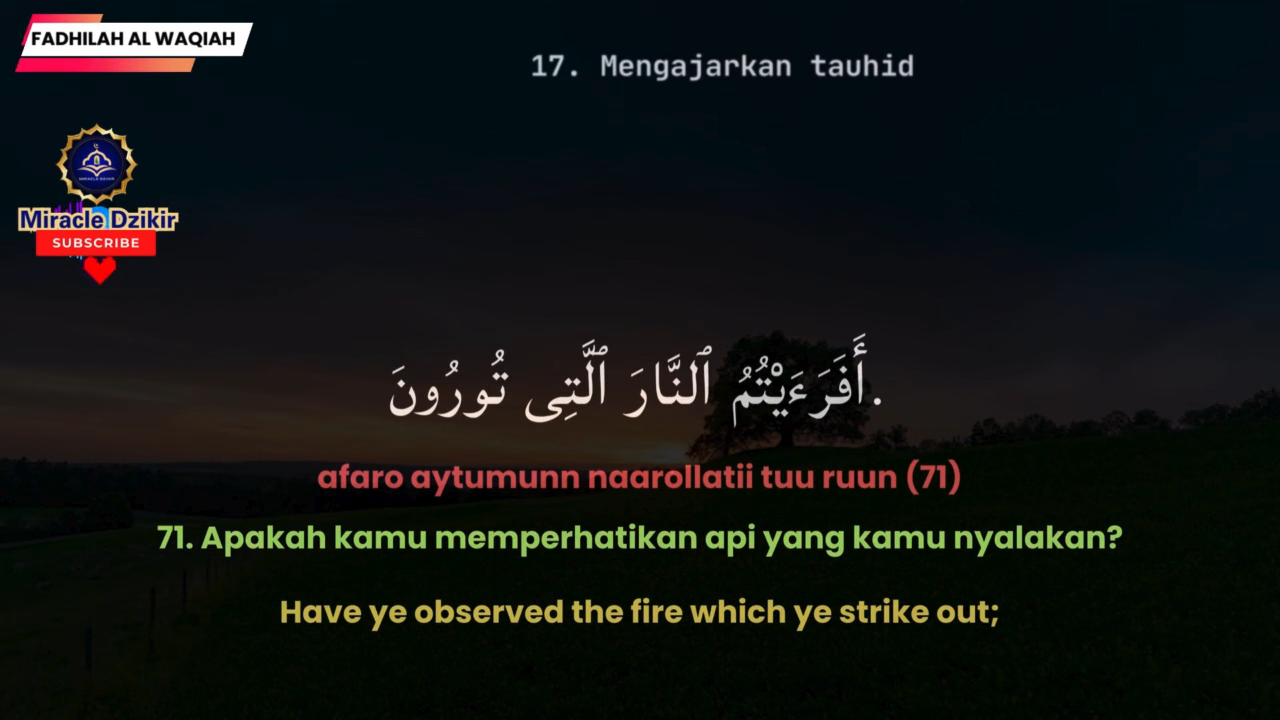 FADHILAH AL WAQIAH
17. Mengajarkan tauhid
Miracle Dzikir
SUBSCRIBE
أَفَرَءَيْتُمُ ٱلنَّارَ ٱلَّتِى تُورُونَ.
afaro aytumunn naarollatii tuu ruun (71)
71. Apakah kamu memperhatikan api yang kamu nyalakan?
Have ye observed the fire which ye strike out;